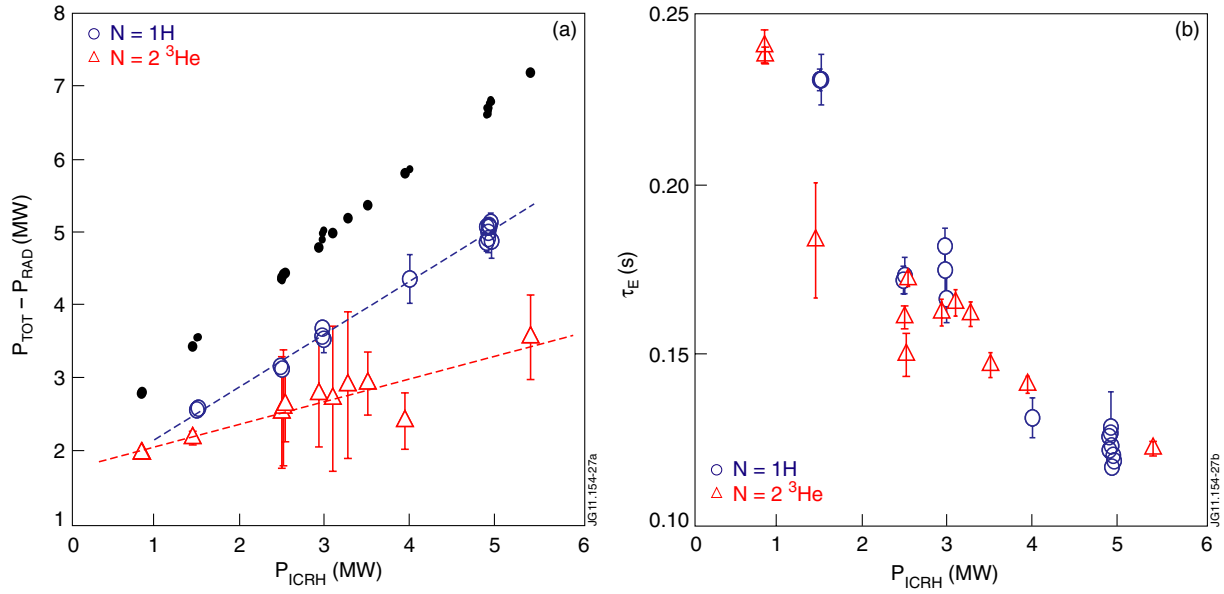 (a)
N = 1H
N = 2 ³He
8
7
6
5
4
3
2
1
P_TOT – P_RAD (MW)
0 1 2 3 4 5 6
P_ICRH (MW)
JG11.154-27a
(b)
0.25
0.20
0.15
0.10
τ_E (s)
N = 1H
N = 2 ³He
0 1 2 3 4 5 6
P_ICRH (MW)
JG11.154-27b